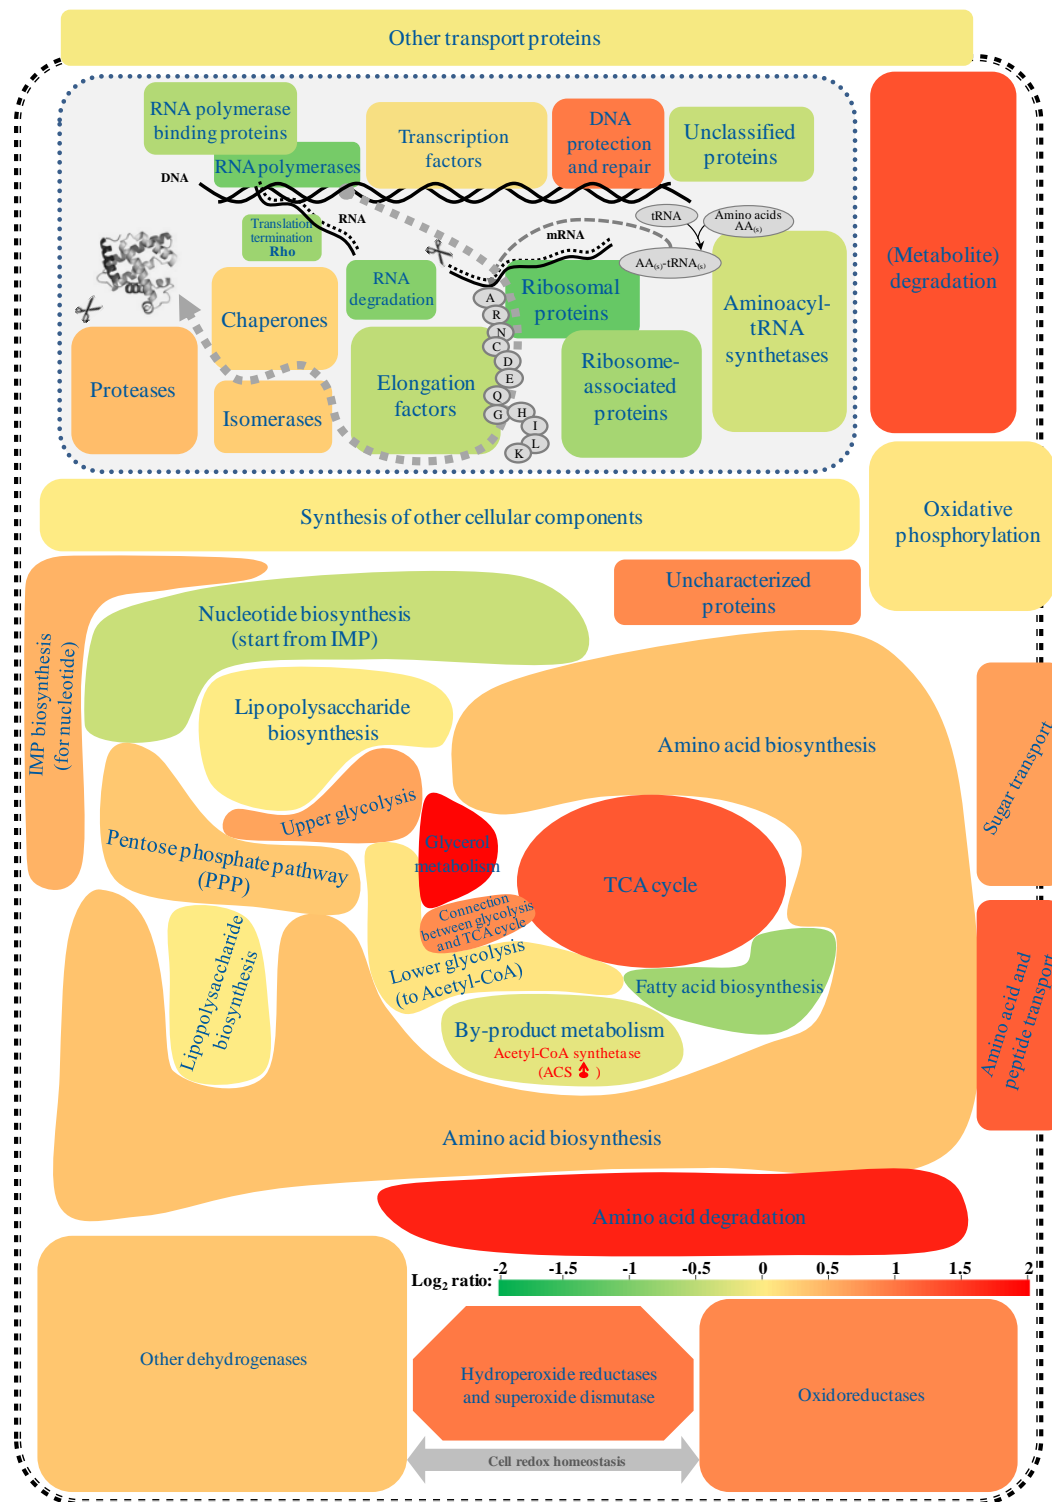 Other transport proteins
RNA polymerase
binding proteins
RNA polymerases
Transcription
factors
DNA
protection
and repair
Unclassified
proteins
(Metabolite)
degradation
DNA
RNA
Translation
termination
Rho
mRNA
tRNA
Amino acids
AA(s)
AA(s)-tRNA(s)
RNA
degradation
Ribosomal
proteins
Aminoacyl-
tRNA
synthetases
Chaperones
Proteases
Isomerases
Elongation
factors
Ribosome-
associated
proteins
A
R
N
C
D
E
Q
G
H
I
L
K
Synthesis of other cellular components
Oxidative
phosphorylation
Uncharacterized
proteins
IMP biosynthesis
(for nucleotide)
Nucleotide biosynthesis
(start from IMP)
Lipopolysaccharide
biosynthesis
Amino acid biosynthesis
Sugar transport
Upper glycolysis
Glycerol
metabolism
Pentose phosphate pathway
(PPP)
TCA cycle
Connection
between glycolysis
and TCA cycle
Lower glycolysis
(to Acetyl-CoA)
Lipopolysaccharide
biosynthesis
Fatty acid biosynthesis
Amino acid and
peptide transport
By-product metabolism
Acetyl-CoA synthetase
(ACS )
Amino acid biosynthesis
Amino acid degradation
Log2 ratio:
-2 -1.5 -1 -0.5 0 0.5 1 1.5 2
Other dehydrogenases
Hydroperoxide reductases
and superoxide dismutase
Oxidoreductases
Cell redox homeostasis